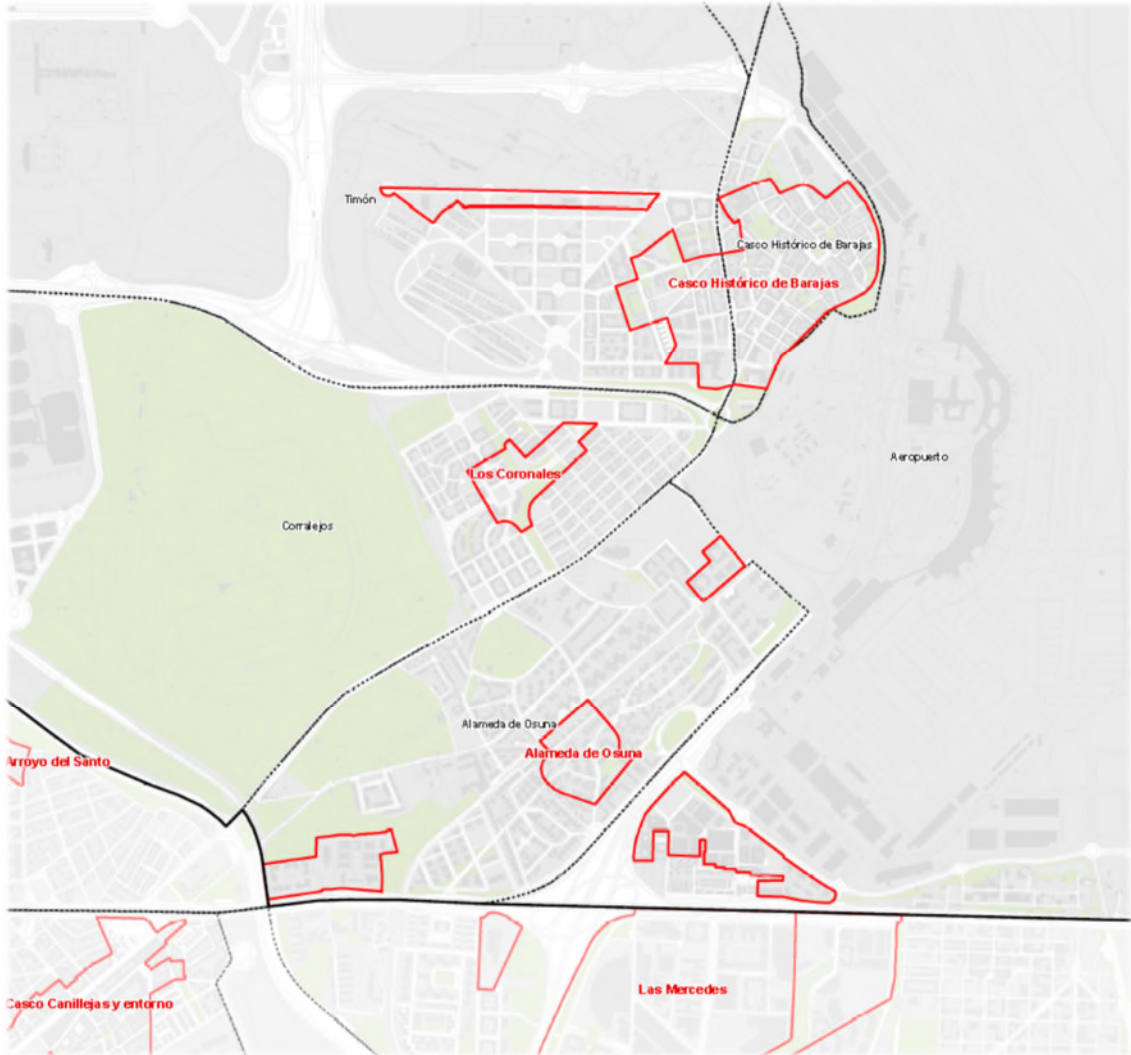 Timón
Casco Histórico de Barajas
Casco Histórico de Barajas
Aeropuerto
Los Coronales
Corralejos
Alameda de Osuna
Alameda de Osuna
Arroyo del Santo
Las Mercedes
Casco Canillejas y entorno